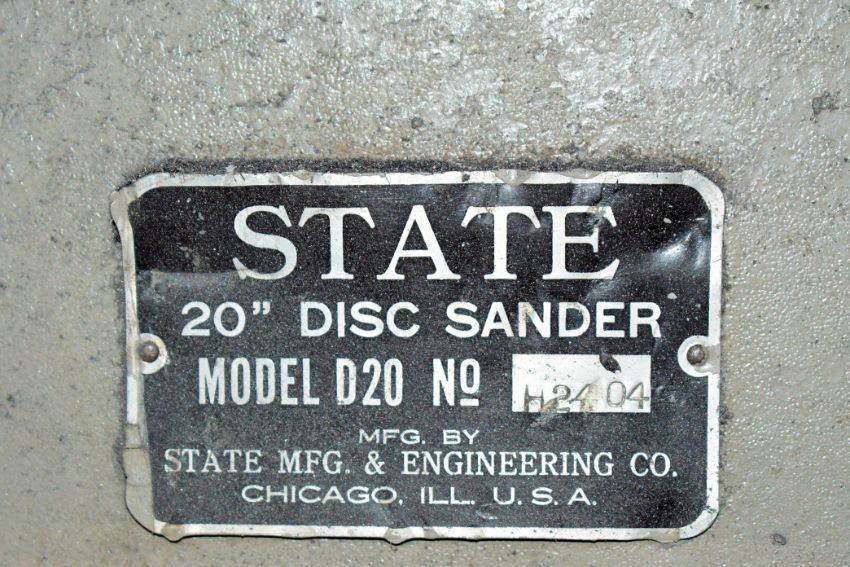 STATE
20" DISC SANDER
MODEL D20 Nº H2404
MFG. BY
STATE MFG. & ENGINEERING CO.
CHICAGO, ILL. U. S. A.